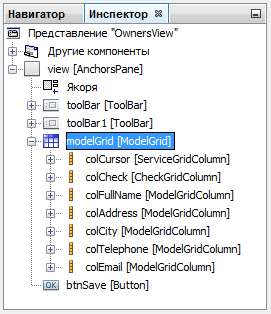 Навигатор Инспектор
Представление "OwnersView"
Другие компоненты
view [AnchorsPane]
Якоря
toolBar [ToolBar]
toolBar1 [ToolBar]
modelGrid [ModelGrid]
colCursor [ServiceGridColumn]
colCheck [CheckGridColumn]
colFullName [ModelGridColumn]
colAddress [ModelGridColumn]
colCity [ModelGridColumn]
colTelephone [ModelGridColumn]
colEmail [ModelGridColumn]
btnSave [Button]